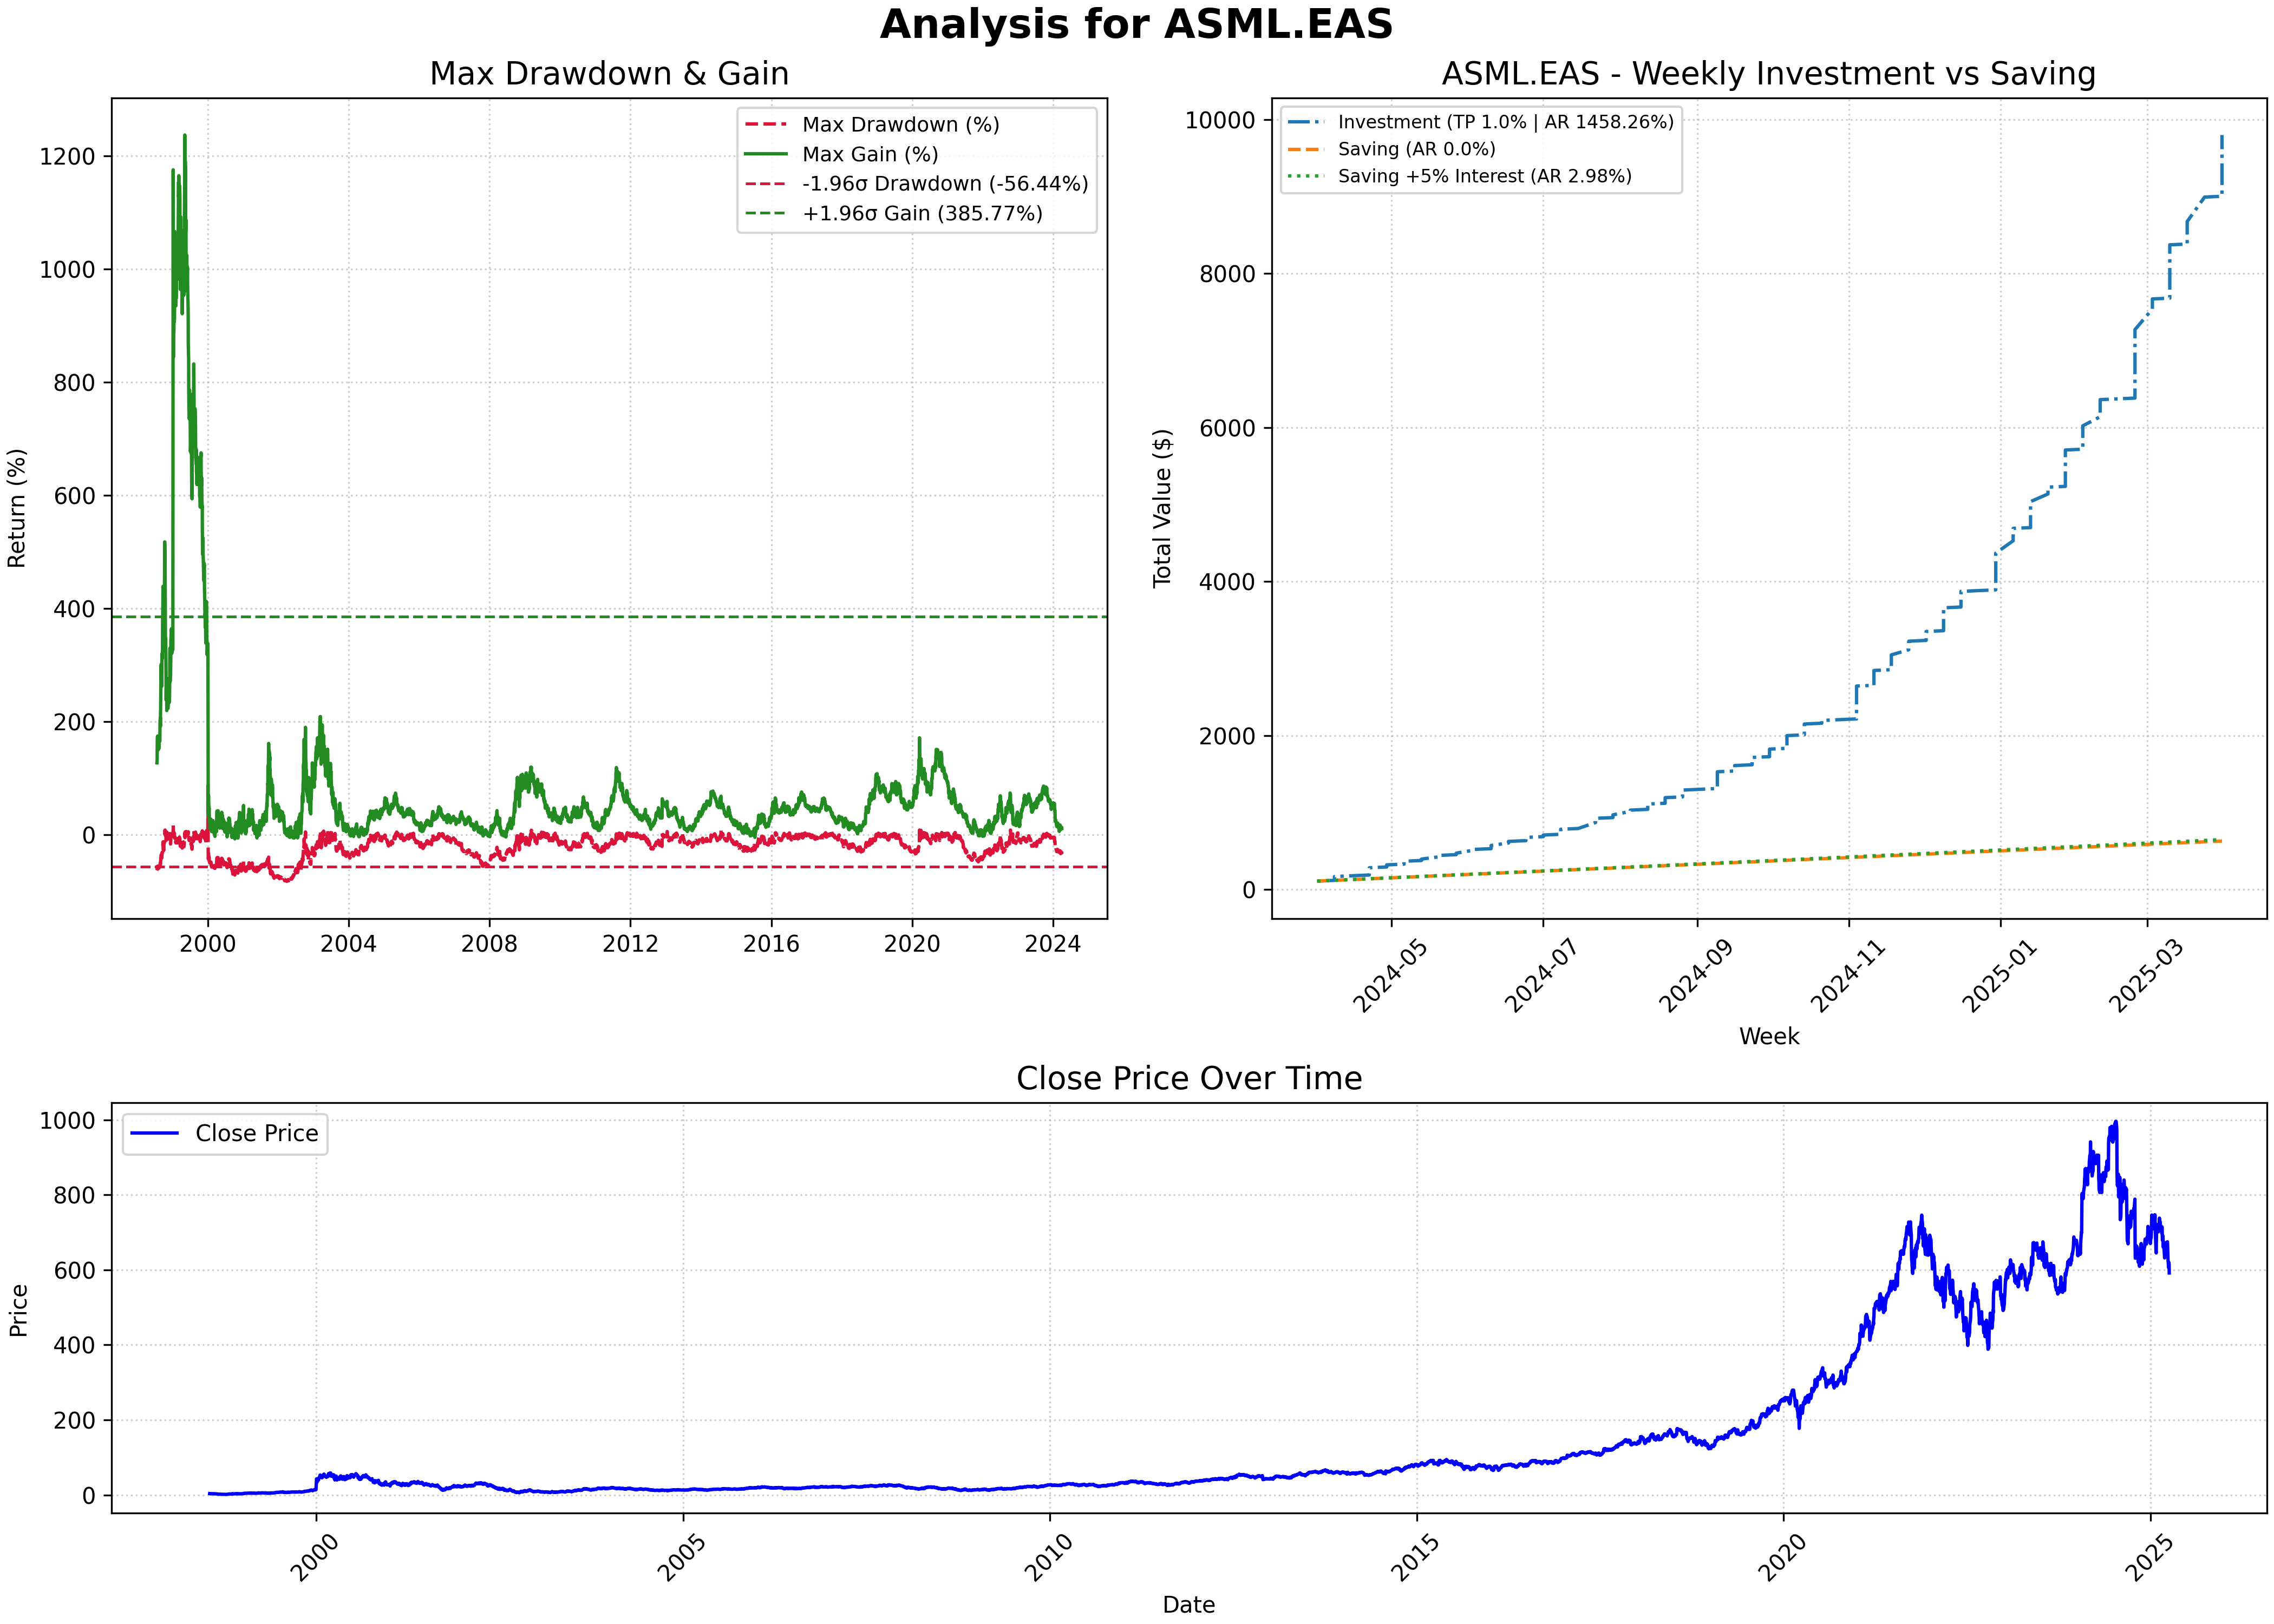 Analysis for ASML.EAS
Max Drawdown & Gain
Return (%)
1200
1000
800
600
400
200
0
Max Drawdown (%)
Max Gain (%)
-1.96σ Drawdown (-56.44%)
+1.96σ Gain (385.77%)
2000
2004
2008
2012
2016
2020
2024
ASML.EAS - Weekly Investment vs Saving
Total Value ($)
10000
8000
6000
4000
2000
0
Investment (TP 1.0% | AR 1458.26%)
Saving (AR 0.0%)
Saving +5% Interest (AR 2.98%)
2024-05
2024-07
2024-09
2024-11
2025-01
2025-03
Week
Close Price Over Time
Price
1000
800
600
400
200
0
Close Price
2000
2005
2010
2015
2020
2025
Date